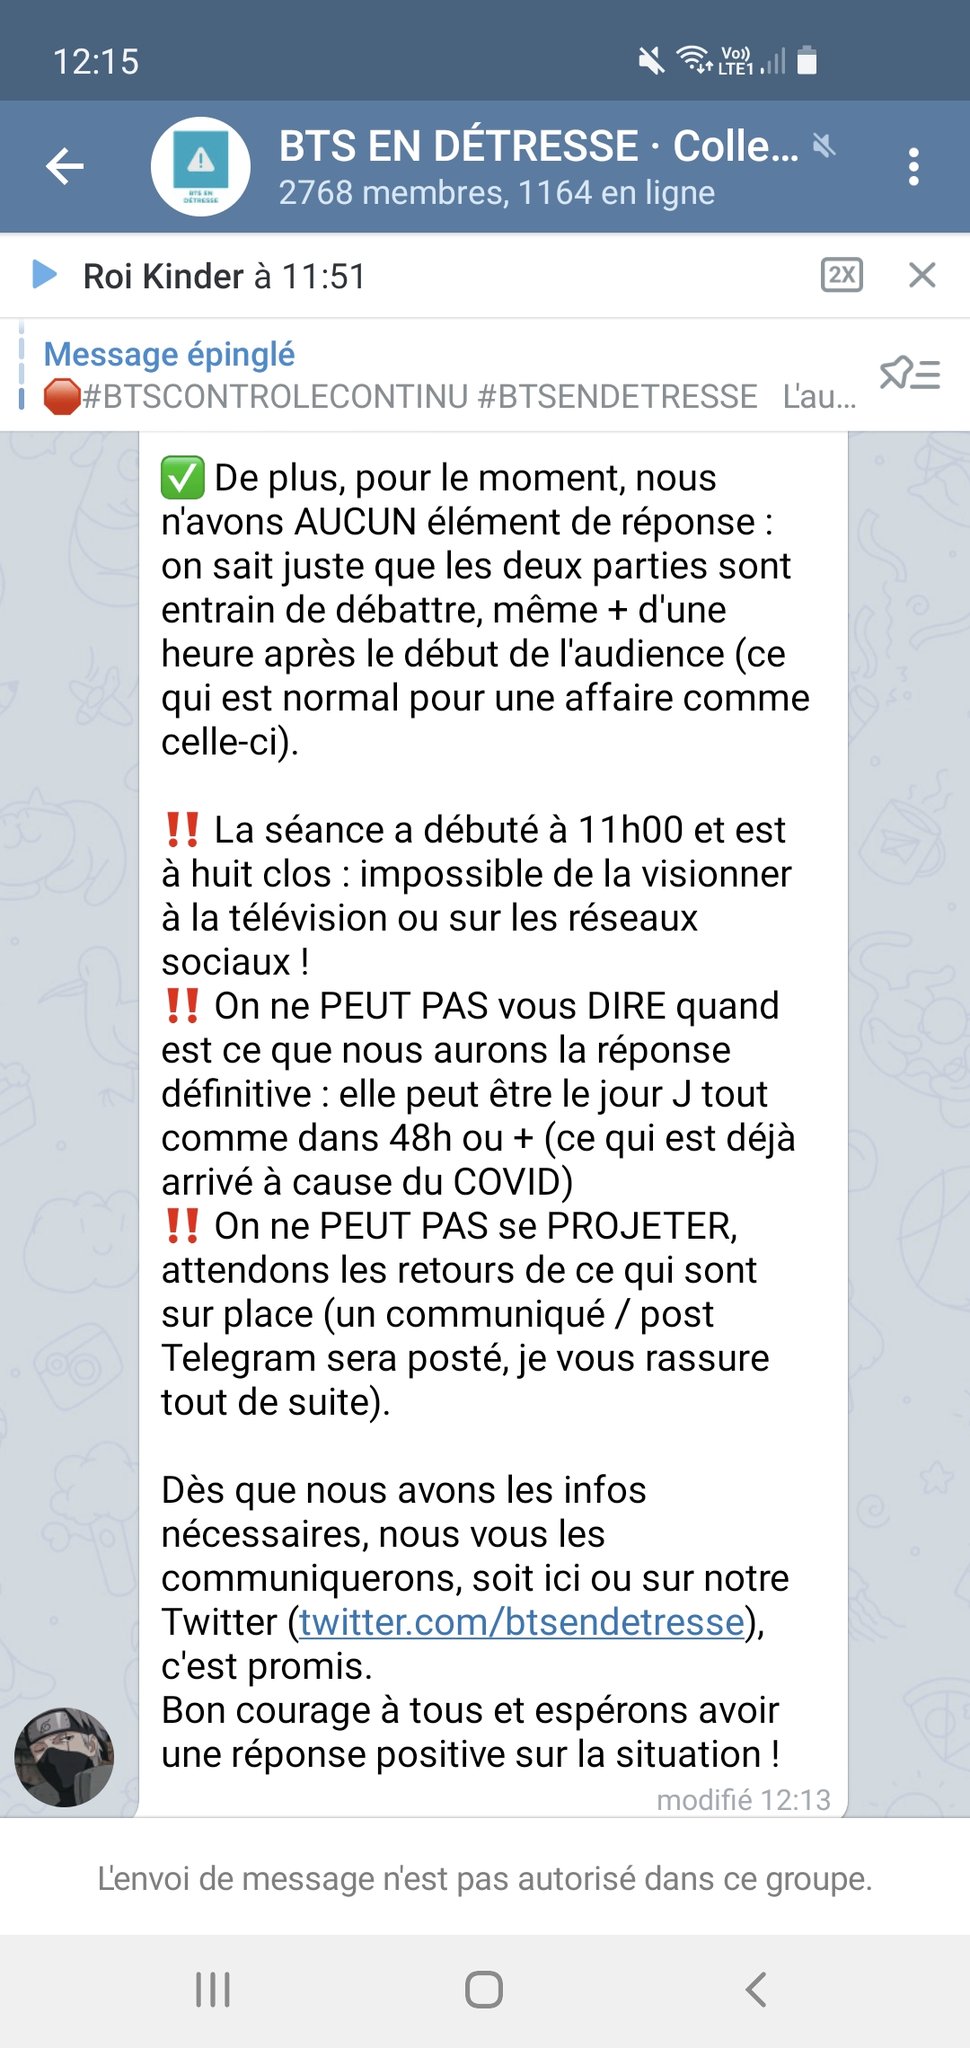 12:15
Vo))
LTE1
BTS EN DÉTRESSE · Colle...
2768 membres, 1164 en ligne
BTS EN
DÉTRESSE
Roi Kinder à 11:51
2X
Message épinglé
🛑#BTSCONTROLECONTINU #BTSENDETRESSE L'au...
✅ De plus, pour le moment, nous
n'avons AUCUN élément de réponse :
on sait juste que les deux parties sont
entrain de débattre, même + d'une
heure après le début de l'audience (ce
qui est normal pour une affaire comme
celle-ci).
‼️ La séance a débuté à 11h00 et est
à huit clos : impossible de la visionner
à la télévision ou sur les réseaux
sociaux !
‼️ On ne PEUT PAS vous DIRE quand
est ce que nous aurons la réponse
définitive : elle peut être le jour J tout
comme dans 48h ou + (ce qui est déjà
arrivé à cause du COVID)
‼️ On ne PEUT PAS se PROJETER,
attendons les retours de ce qui sont
sur place (un communiqué / post
Telegram sera posté, je vous rassure
tout de suite).
Dès que nous avons les infos
nécessaires, nous vous les
communiquerons, soit ici ou sur notre
Twitter (twitter.com/btsendetresse),
c'est promis.
Bon courage à tous et espérons avoir
une réponse positive sur la situation !
modifié 12:13
L'envoi de message n'est pas autorisé dans ce groupe.